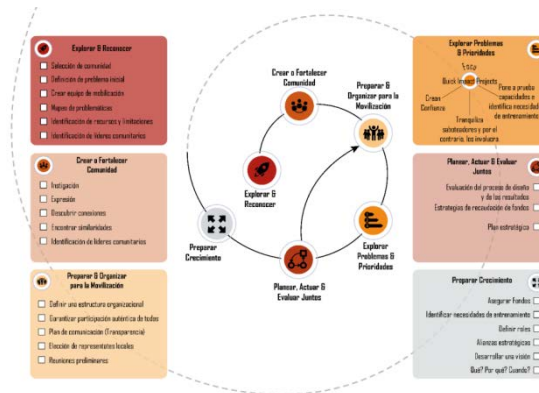 Explorar & Reconocer
Selección de comunidad
Definición de problema inicial
Crear equipo de mobilización
Mapeo de problemáticas
Identificación de recursos y limitaciones
Identificación de líderes comunitarios
Crear o Fortalecer
Comunidad
Instigación
Expresión
Descubrir conexiones
Encontrar similaridades
Identificación de líderes comunitarios
Preparar & Organizar
para la Movilización
Definir una estructura organizacional
Garantizar participación auténtica de todos
Plan de comunicación (Transparencia)
Elección de representates locales
Reuniones preliminares
Crear o Fortalecer
Comunidad
Preparar &
Organizar para la
Movilización
Explorar &
Reconocer
Preparar
Crecimiento
Planear, Actuar &
Evaluar Juntos
Explorar
Problemas &
Prioridades
Explorar Problemas
& Prioridades
Foco
Quick Impact Projects
Crean
Confianza
Pone a prueba
capacidades e
identifica necesidades
de entrenamiento
Tranquiliza
saboteadores y por el
contrario, los involucra
Planear, Actuar & Evaluar
Juntos
Evaluación del proceso de diseño
y de los resultados
Estrategias de recaudación de fondos
Plan estratégico
Preparar Crecimiento
Asegurar fondos
Identificar necesidades de entrenamiento
Definir roles
Alianzas estratégicas
Desarrollar una visión
Qué? Por qué? Cuando?